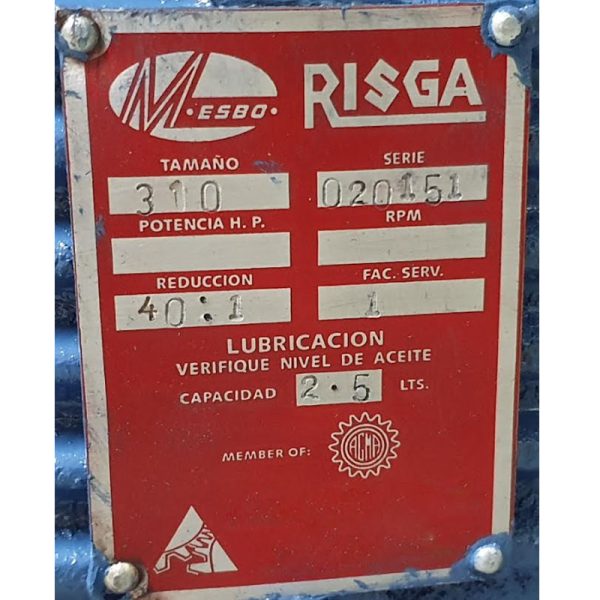 M·ESBO· RISGA
TAMAÑO SERIE
310 020151
POTENCIA H. P. RPM
REDUCCION FAC. SERV.
40:1 1
LUBRICACION
VERIFIQUE NIVEL DE ACEITE
CAPACIDAD 2.5 LTS.
MEMBER OF: AGMA